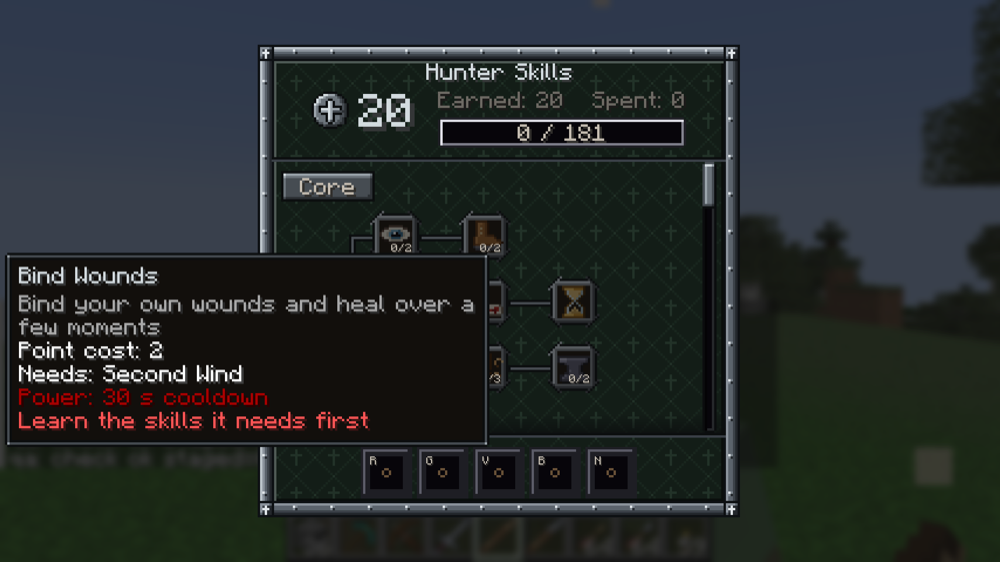 Hunter Skills
20
Earned: 20 Spent: 0
0 / 181
Core
0/2
0/2
Bind Wounds
Bind your own wounds and heal over a
few moments
Point cost: 2
Needs: Second Wind
Power: 30 s cooldown
Learn the skills it needs first
/3
0/2
R G V B N